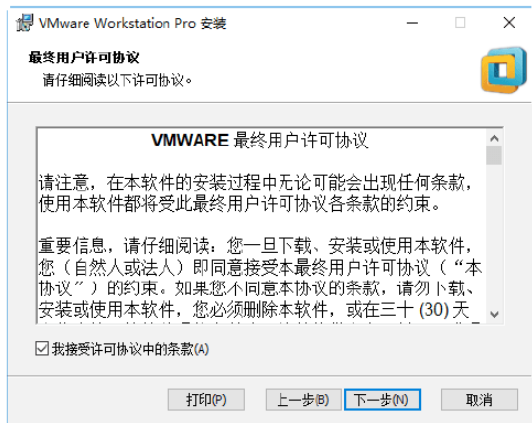 VMware Workstation Pro 安装
最终用户许可协议
请仔细阅读以下许可协议。
VMWARE 最终用户许可协议
请注意，在本软件的安装过程中无论可能会出现任何条款，
使用本软件都将受此最终用户许可协议各条款的约束。
重要信息，请仔细阅读：您一旦下载、安装或使用本软件，
您（自然人或法人）即同意接受本最终用户许可协议（“本
协议”）的约束。如果您不同意本协议的条款，请勿下载、
安装或使用本软件，您必须删除本软件，或在三十 (30) 天
我接受许可协议中的条款(A)
打印(P)
上一步(B)
下一步(N)
取消